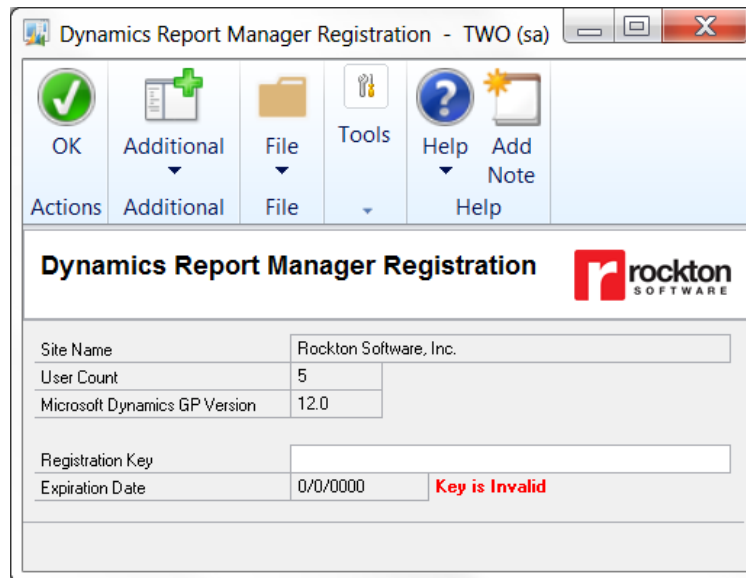 Dynamics Report Manager Registration - TWO (sa)
OK
Additional
File
Tools
Help
Add Note
Actions
Additional
File
Help
Dynamics Report Manager Registration
rockton
SOFTWARE
Site Name Rockton Software, Inc.
User Count 5
Microsoft Dynamics GP Version 12.0
Registration Key
Expiration Date 0/0/0000 Key is Invalid